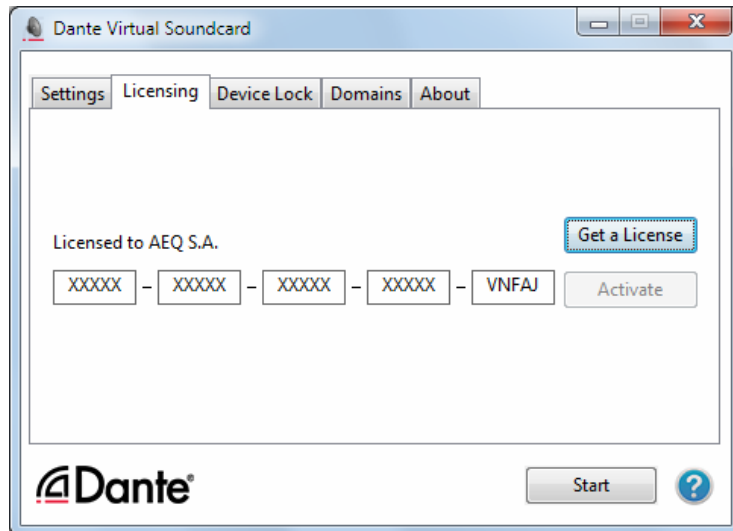 Dante Virtual Soundcard
Settings Licensing Device Lock Domains About
Licensed to AEQ S.A.
Get a License
XXXXX – XXXXX – XXXXX – XXXXX – VNFAJ
Activate
Dante®
Start
?